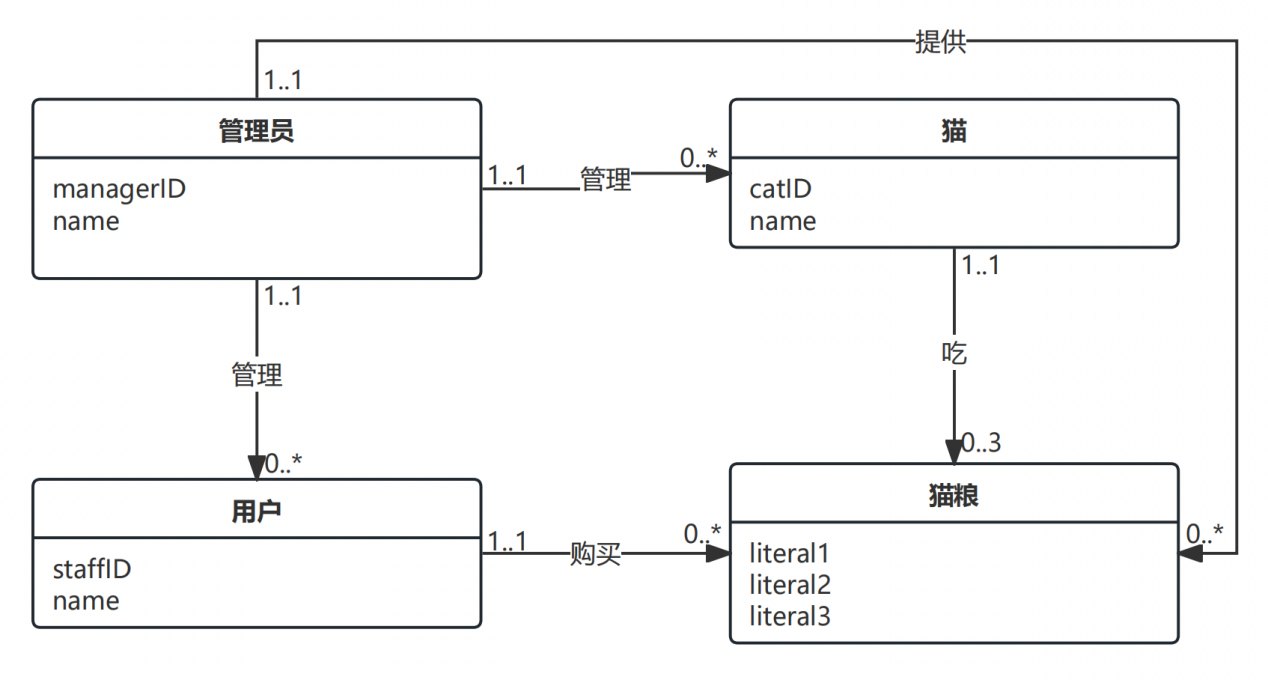 提供
1..1
管理员
managerID
name
1..1
管理
0..*
猫
catID
name
1..1
管理
0..*
1..1
吃
0..3
用户
staffID
name
1..1
购买
0..*
猫粮
literal1
literal2
literal3
0..*